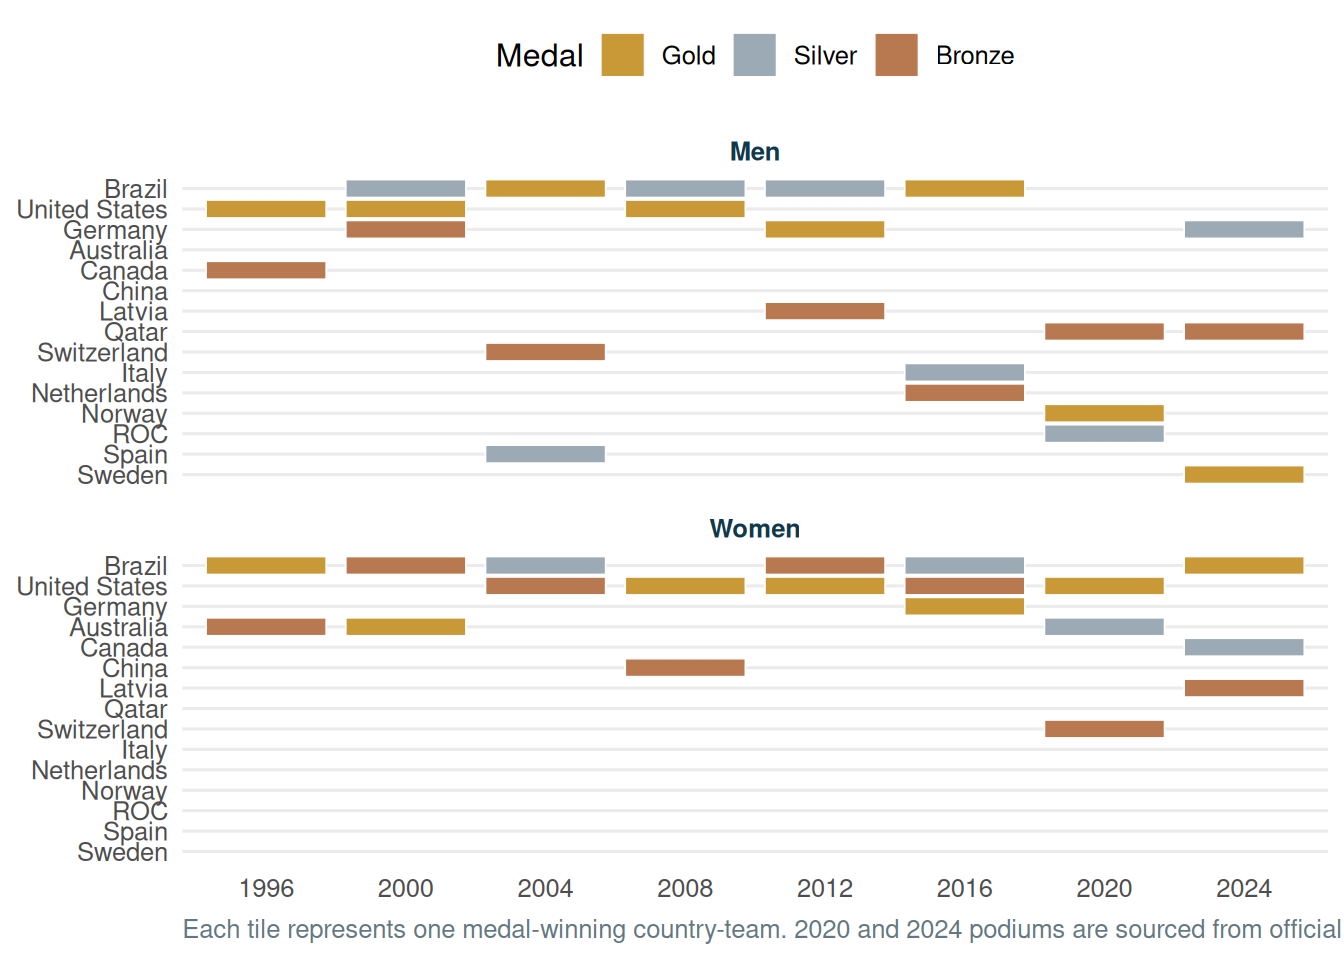 Medal Gold Silver Bronze
Men
Brazil
United States
Germany
Australia
Canada
China
Latvia
Qatar
Switzerland
Italy
Netherlands
Norway
ROC
Spain
Sweden
Women
Brazil
United States
Germany
Australia
Canada
China
Latvia
Qatar
Switzerland
Italy
Netherlands
Norway
ROC
Spain
Sweden
1996 2000 2004 2008 2012 2016 2020 2024
Each tile represents one medal-winning country-team. 2020 and 2024 podiums are sourced from official